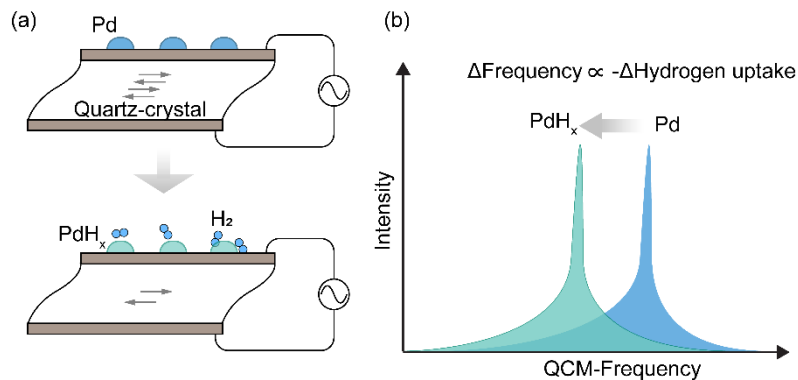 (a)
Pd
Quartz-crystal
PdHₓ
H₂
(b)
ΔFrequency ∝ -ΔHydrogen uptake
PdHₓ
Pd
Intensity
QCM-Frequency